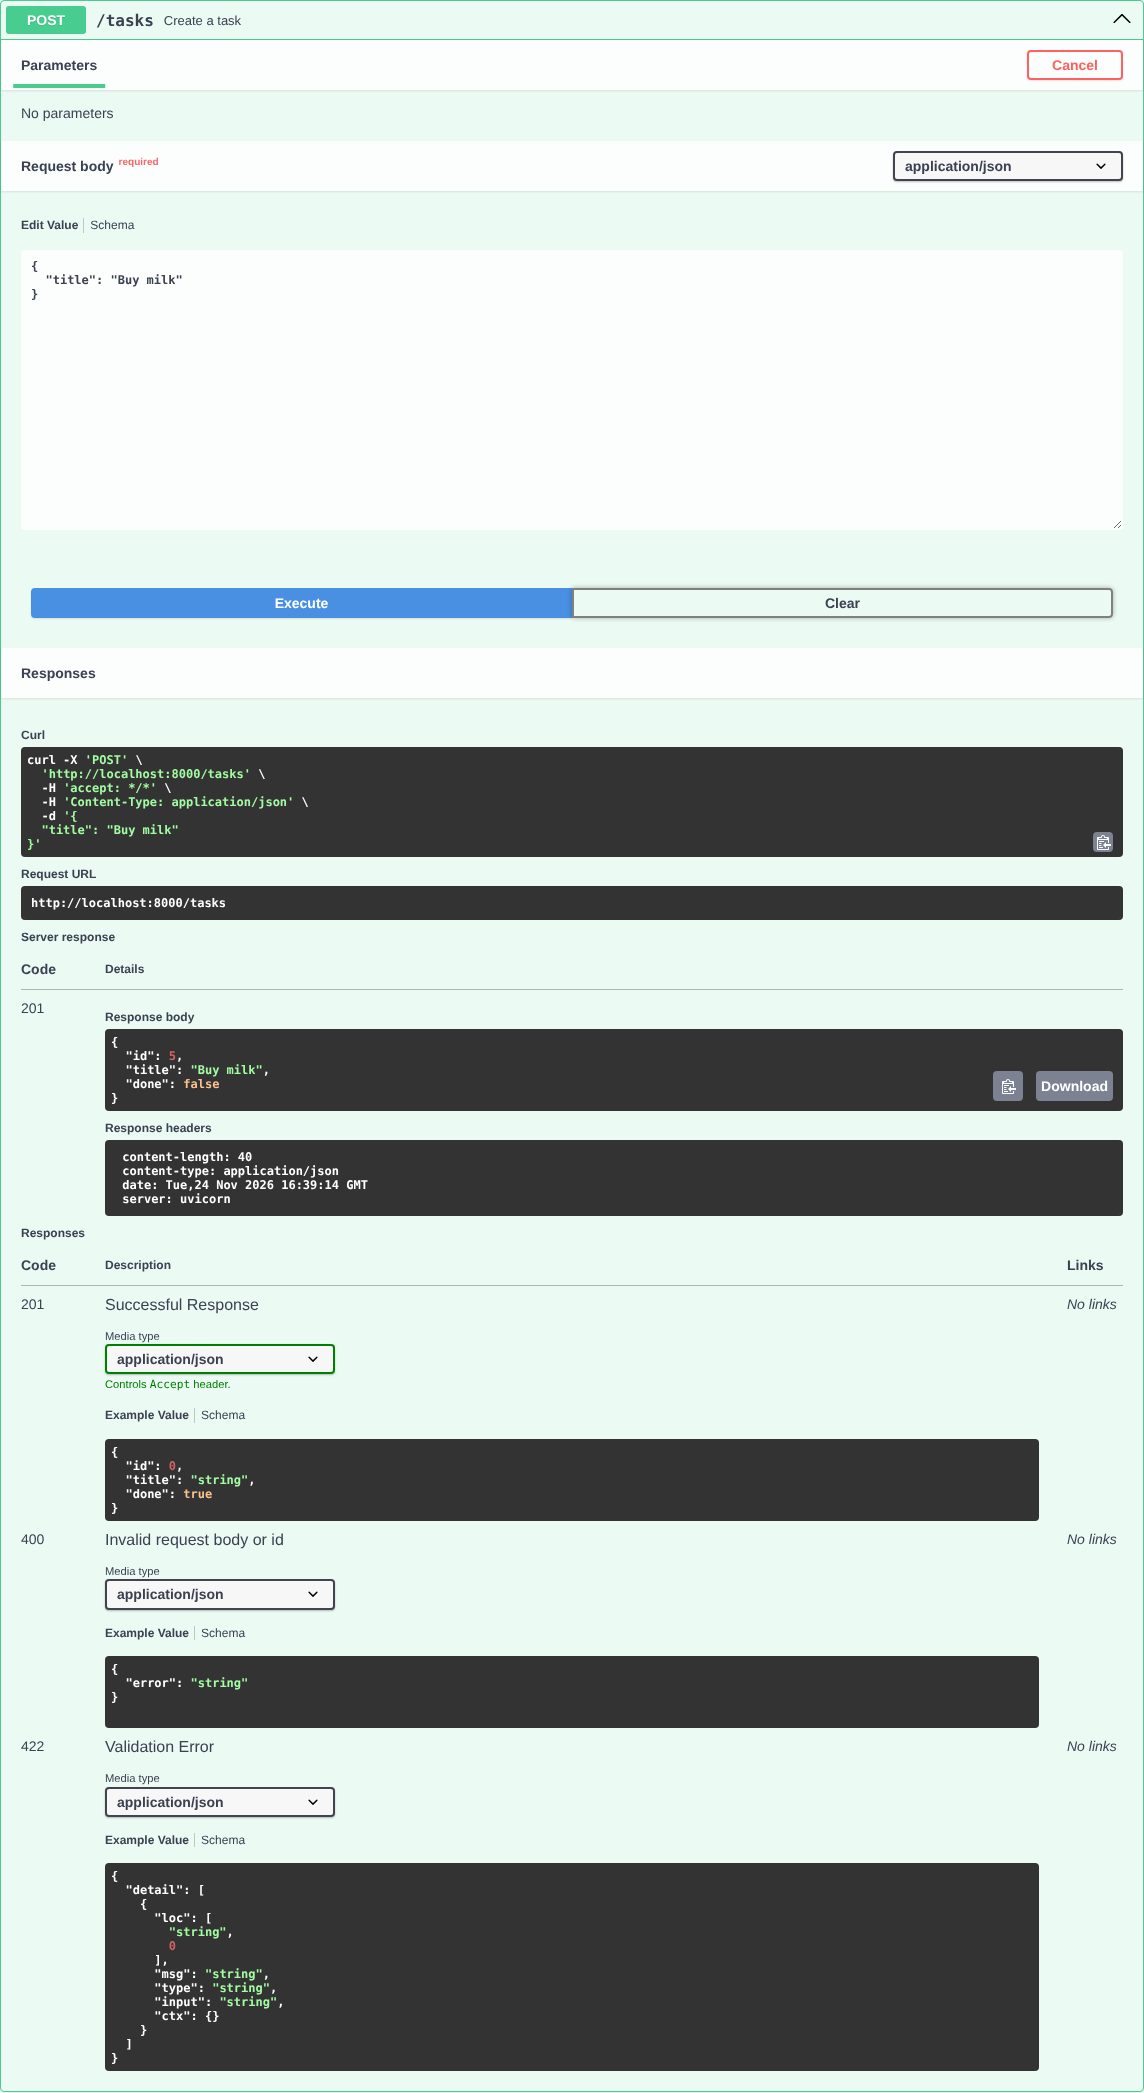 POST /tasks Create a task
Parameters
Cancel
No parameters
Request body required
application/json
Edit Value Schema
{
  "title": "Buy milk"
}
Execute
Clear
Responses
Curl
curl -X 'POST' \
  'http://localhost:8000/tasks' \
  -H 'accept: */*' \
  -H 'Content-Type: application/json' \
  -d '{
  "title": "Buy milk"
}'
Request URL
http://localhost:8000/tasks
Server response
Code Details
201
Response body
{
  "id": 5,
  "title": "Buy milk",
  "done": false
}
Download
Response headers
content-length: 40
content-type: application/json
date: Tue,24 Nov 2026 16:39:14 GMT
server: uvicorn
Responses
Code Description Links
201 Successful Response No links
Media type
application/json
Controls Accept header.
Example Value Schema
{
  "id": 0,
  "title": "string",
  "done": true
}
400 Invalid request body or id No links
Media type
application/json
Example Value Schema
{
  "error": "string"
}
422 Validation Error No links
Media type
application/json
Example Value Schema
{
  "detail": [
    {
      "loc": [
        "string",
        0
      ],
      "msg": "string",
      "type": "string",
      "input": "string",
      "ctx": {}
    }
  ]
}